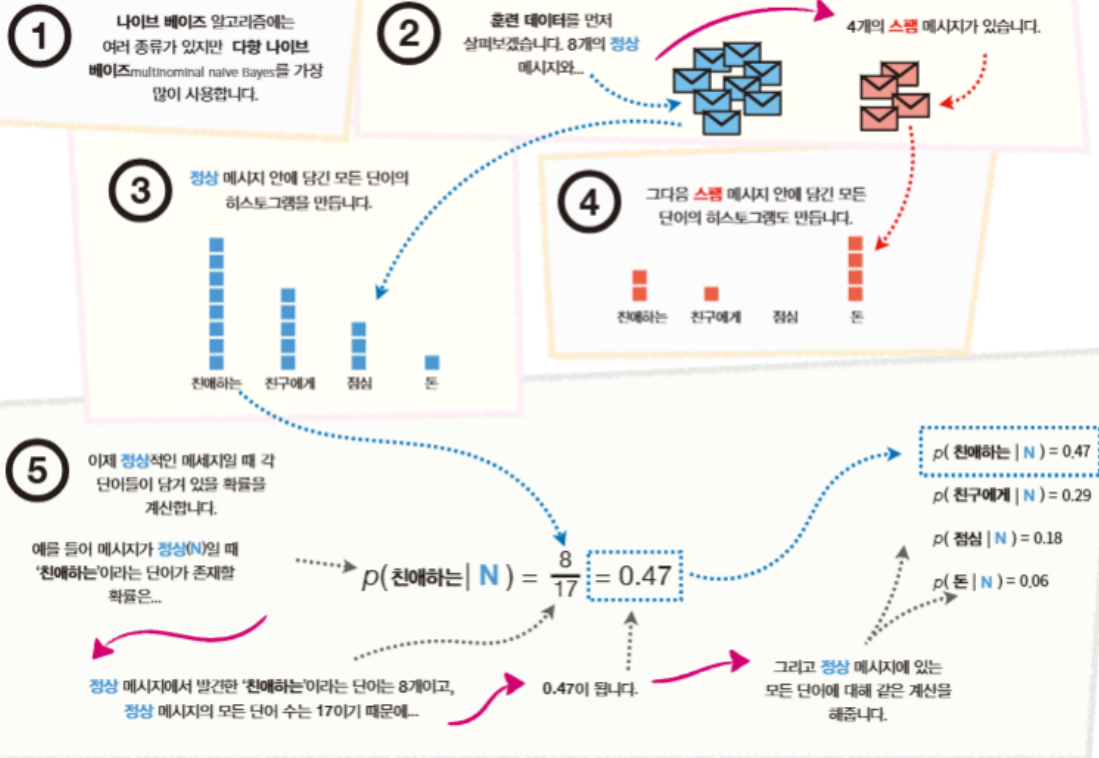 1
나이브 베이즈 알고리즘에는
여러 종류가 있지만 다항 나이브
베이즈multinominal naive Bayes를 가장
많이 사용합니다.
2
훈련 데이터를 먼저
살펴보겠습니다. 8개의 정상
메시지와...
4개의 스팸 메시지가 있습니다.
3
정상 메시지 안에 담긴 모든 단어의
히스토그램을 만듭니다.
친애하는 친구에게 점심 돈
4
그다음 스팸 메시지 안에 담긴 모든
단어의 히스토그램도 만듭니다.
친애하는 친구에게 점심 돈
5
이제 정상적인 메세지일 때 각
단어들이 담겨 있을 확률을
계산합니다.
예를 들어 메시지가 정상(N)일 때
'친애하는'이라는 단어가 존재할
확률은...
p( 친애하는 | N ) = 8/17 = 0.47
정상 메시지에서 발견한 '친애하는'이라는 단어는 8개이고,
정상 메시지의 모든 단어 수는 17이기 때문에...
0.47이 됩니다.
그리고 정상 메시지에 있는
모든 단어에 대해 같은 계산을
해줍니다.
p( 친애하는 | N ) = 0.47
p( 친구에게 | N ) = 0.29
p( 점심 | N ) = 0.18
p( 돈 | N ) = 0.06